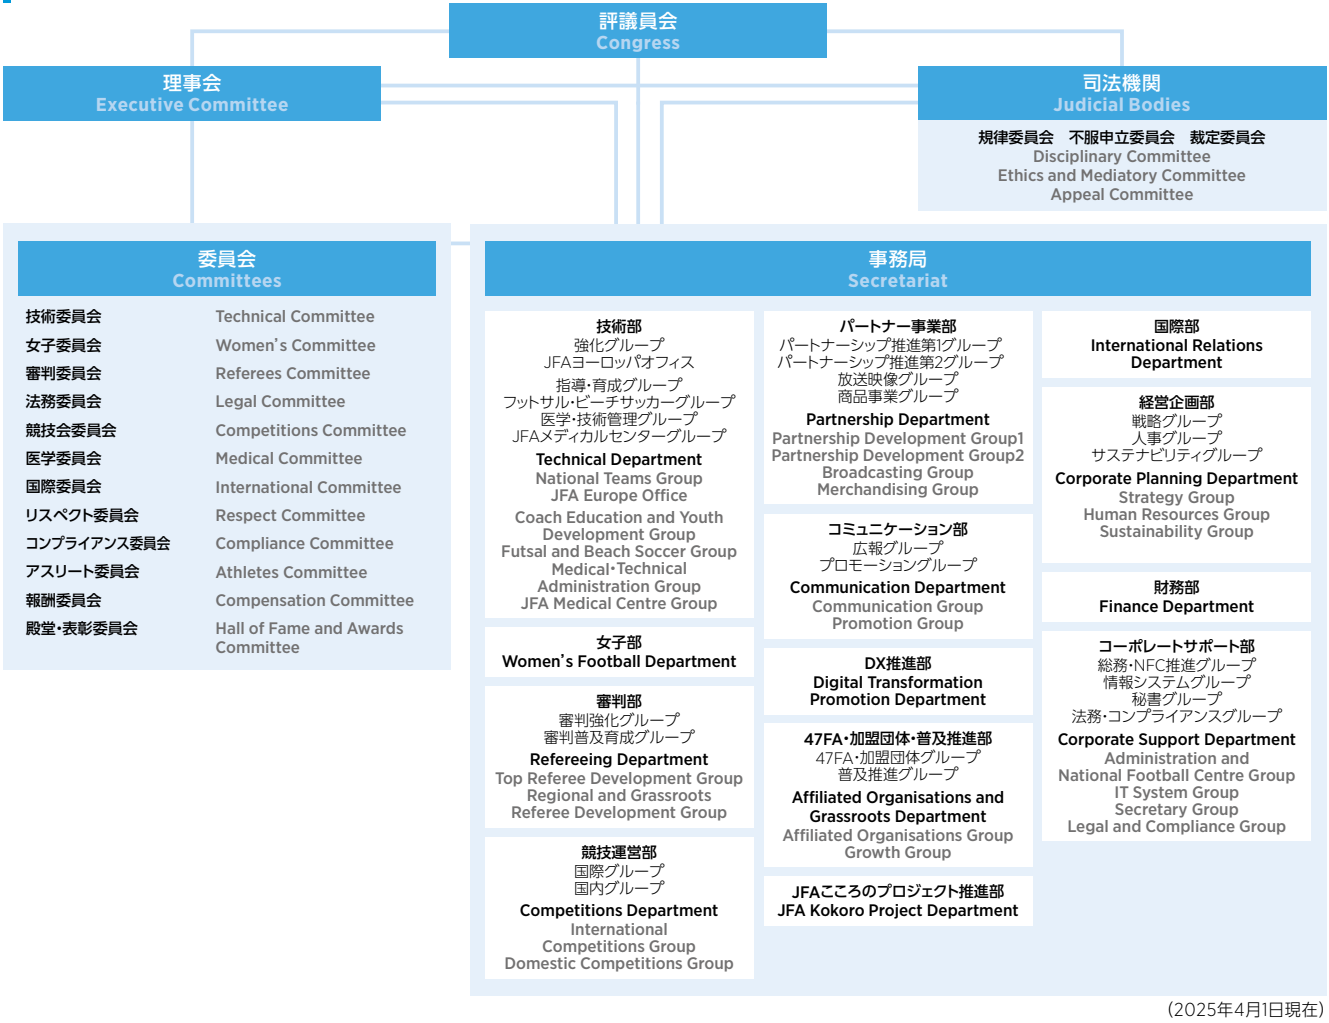 評議員会
Congress
理事会
Executive Committee
司法機関
Judicial Bodies
規律委員会　不服申立委員会　裁定委員会
Disciplinary Committee
Ethics and Mediatory Committee
Appeal Committee
委員会
Committees
技術委員会 Technical Committee
女子委員会 Women's Committee
審判委員会 Referees Committee
法務委員会 Legal Committee
競技会委員会 Competitions Committee
医学委員会 Medical Committee
国際委員会 International Committee
リスペクト委員会 Respect Committee
コンプライアンス委員会 Compliance Committee
アスリート委員会 Athletes Committee
報酬委員会 Compensation Committee
殿堂・表彰委員会 Hall of Fame and Awards
Committee
事務局
Secretariat
技術部
強化グループ
JFAヨーロッパオフィス
指導・育成グループ
フットサル・ビーチサッカーグループ
医学・技術管理グループ
JFAメディカルセンターグループ
Technical Department
National Teams Group
JFA Europe Office
Coach Education and Youth
Development Group
Futsal and Beach Soccer Group
Medical・Technical
Administration Group
JFA Medical Centre Group
女子部
Women's Football Department
審判部
審判強化グループ
審判普及育成グループ
Refereeing Department
Top Referee Development Group
Regional and Grassroots
Referee Development Group
競技運営部
国際グループ
国内グループ
Competitions Department
International
Competitions Group
Domestic Competitions Group
パートナー事業部
パートナーシップ推進第1グループ
パートナーシップ推進第2グループ
放送映像グループ
商品事業グループ
Partnership Department
Partnership Development Group1
Partnership Development Group2
Broadcasting Group
Merchandising Group
コミュニケーション部
広報グループ
プロモーショングループ
Communication Department
Communication Group
Promotion Group
DX推進部
Digital Transformation
Promotion Department
47FA・加盟団体・普及推進部
47FA・加盟団体グループ
普及推進グループ
Affiliated Organisations and
Grassroots Department
Affiliated Organisations Group
Growth Group
JFAこころのプロジェクト推進部
JFA Kokoro Project Department
国際部
International Relations
Department
経営企画部
戦略グループ
人事グループ
サステナビリティグループ
Corporate Planning Department
Strategy Group
Human Resources Group
Sustainability Group
財務部
Finance Department
コーポレートサポート部
総務・NFC推進グループ
情報システムグループ
秘書グループ
法務・コンプライアンスグループ
Corporate Support Department
Administration and
National Football Centre Group
IT System Group
Secretary Group
Legal and Compliance Group
（2025年4月1日現在）